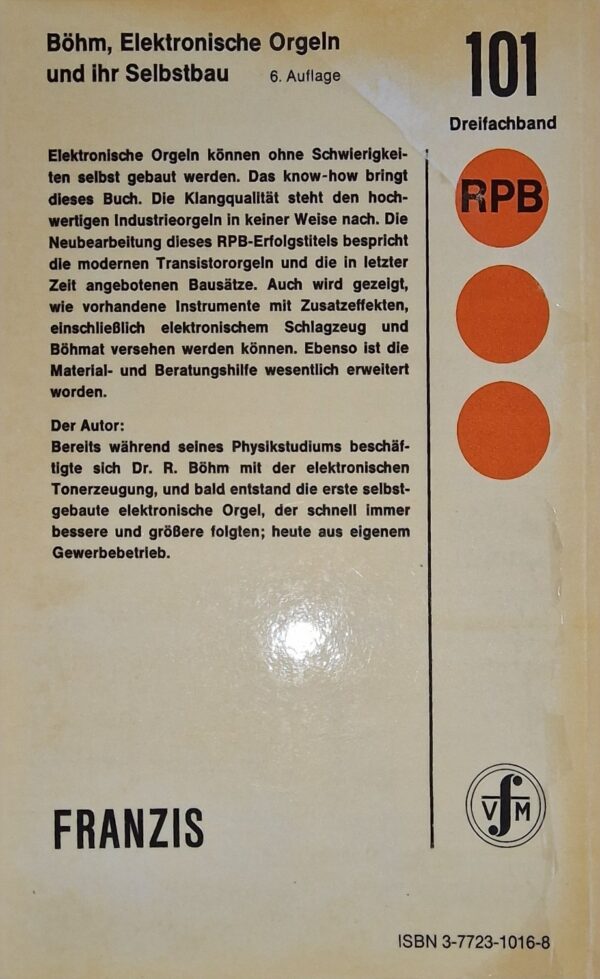 Böhm, Elektronische Orgeln
und ihr Selbstbau 6. Auflage
101
Dreifachband
RPB
Elektronische Orgeln können ohne Schwierigkei-
ten selbst gebaut werden. Das know-how bringt
dieses Buch. Die Klangqualität steht den hoch-
wertigen Industrieorgeln in keiner Weise nach. Die
Neubearbeitung dieses RPB-Erfolgstitels bespricht
die modernen Transistororgeln und die in letzter
Zeit angebotenen Bausätze. Auch wird gezeigt,
wie vorhandene Instrumente mit Zusatzeffekten,
einschließlich elektronischem Schlagzeug und
Böhmat versehen werden können. Ebenso ist die
Material- und Beratungshilfe wesentlich erweitert
worden.
Der Autor:
Bereits während seines Physikstudiums beschäf-
tigte sich Dr. R. Böhm mit der elektronischen
Tonerzeugung, und bald entstand die erste selbst-
gebaute elektronische Orgel, der schnell immer
bessere und größere folgten; heute aus eigenem
Gewerbebetrieb.
FRANZIS
VfM
ISBN 3-7723-1016-8